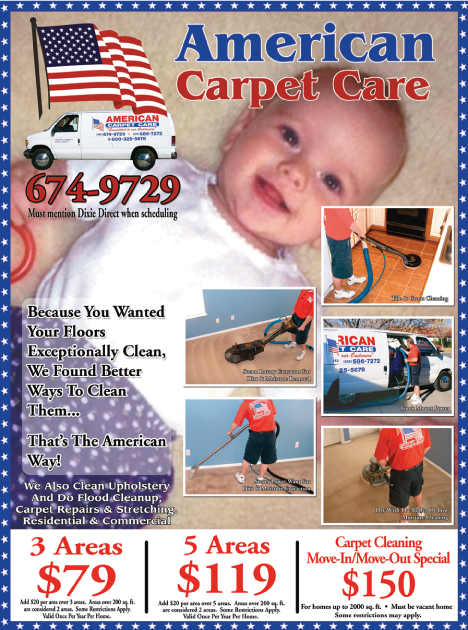 American
Carpet Care
AMERICAN
CARPET CARE
674-9729
586-7272
1-800-225-5678
674-9729
Must mention Dixie Direct when scheduling
Tile & Grout Cleaning
Because You Wanted
Your Floors
Exceptionally Clean,
We Found Better
Ways To Clean
Them...
That's The American
Way!
RICAN
T CARE
586-7272
25-5678
Truck Mount Power
We Also Clean Upholstery
And Do Flood Cleanup,
Carpet Repairs & Stretching
Residential & Commercial
3 Areas
$79
Add $20 per area over 3 areas. Areas over 200 sq. ft.
are considered 2 areas. Some Restrictions Apply.
Valid Once Per Year Per Home.
5 Areas
$119
Add $20 per area over 5 areas. Areas over 200 sq. ft.
are considered 2 areas. Some Restrictions Apply.
Valid Once Per Year Per Home.
Carpet Cleaning
Move-In/Move-Out Special
$150
For homes up to 2000 sq. ft. • Must be vacant home
Some restrictions may apply.